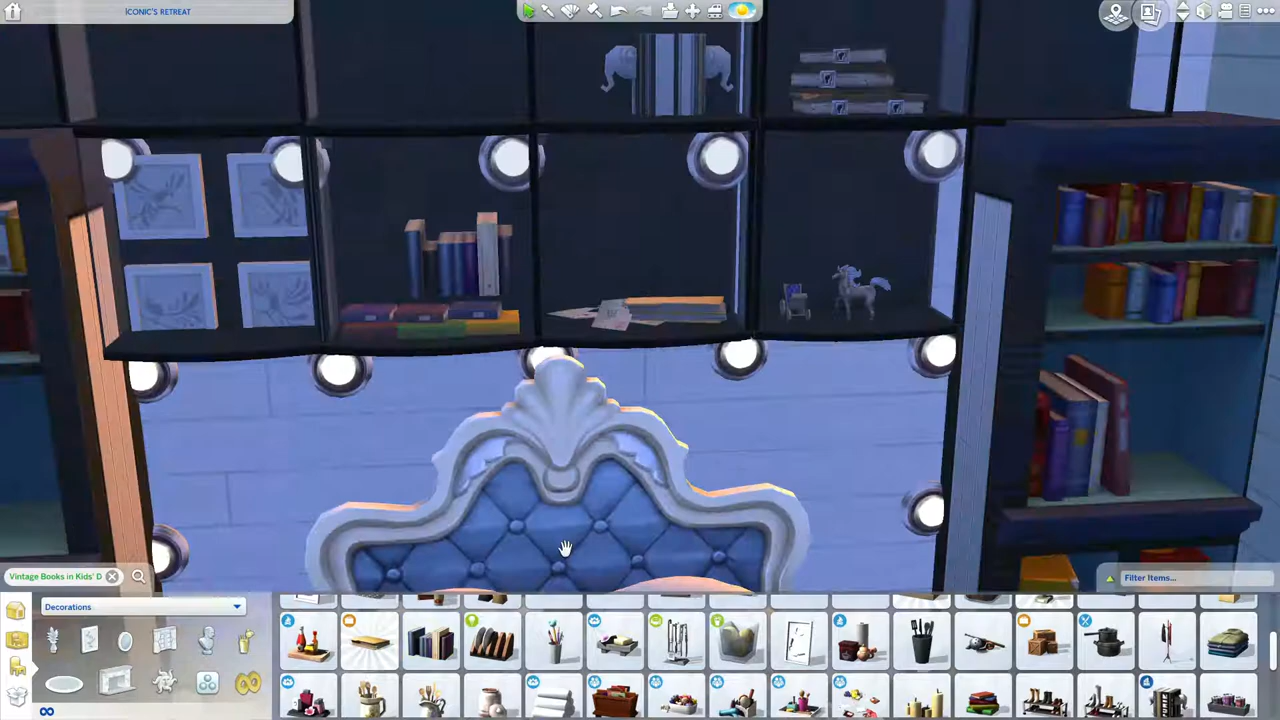 ICONIC'S RETREAT
Vintage Books in Kids' D
Filter Items...
Decorations